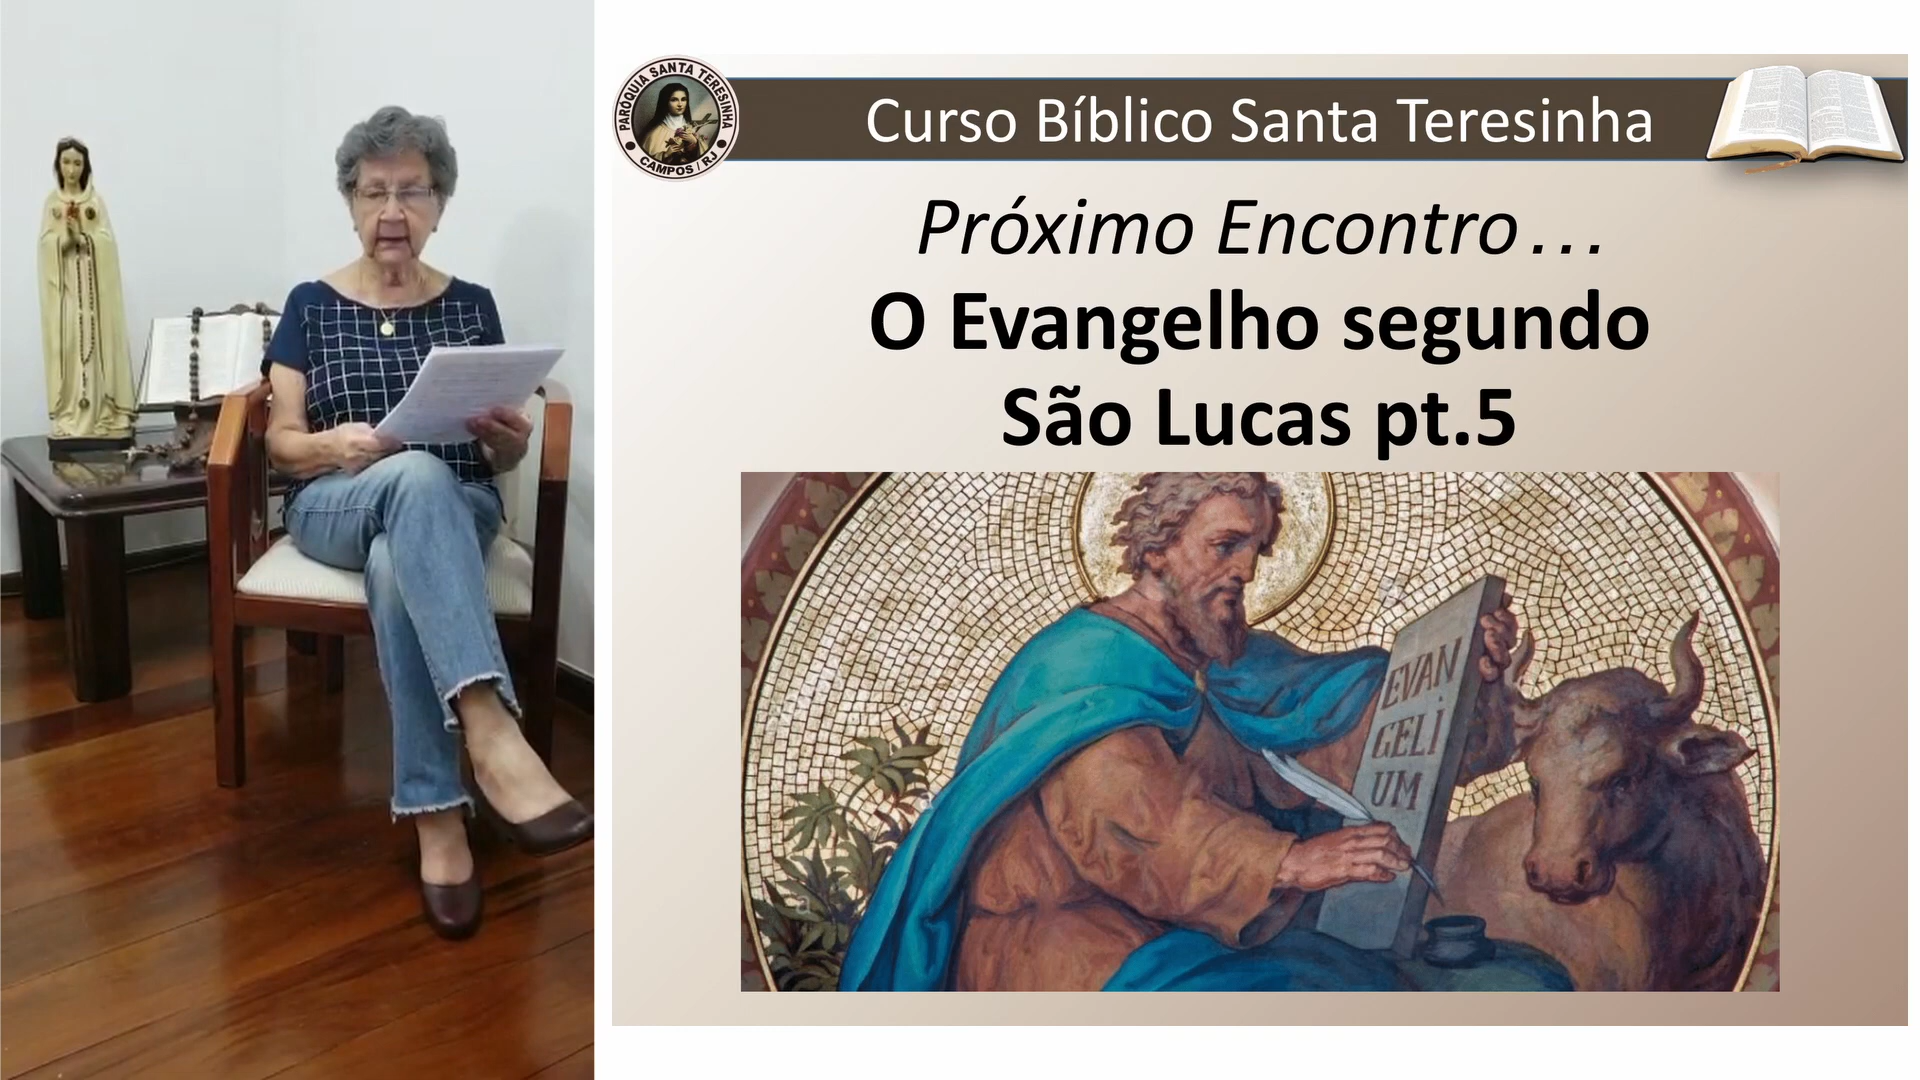 PARÓQUIA SANTA TERESINHA
CAMPOS / RJ
Curso Bíblico Santa Teresinha
Próximo Encontro...
O Evangelho segundo
São Lucas pt.5
EVAN
GELI
UM